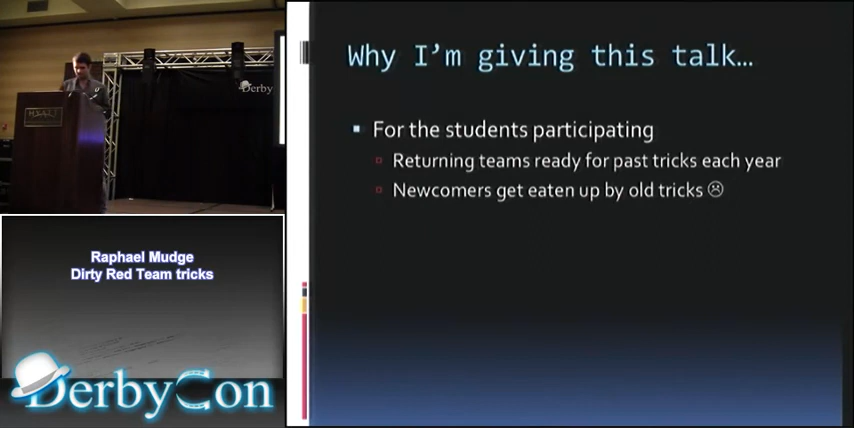 Derby
HYATT
Raphael Mudge
Dirty Red Team tricks
DerbyCon
Why I'm giving this talk…
For the students participating
Returning teams ready for past tricks each year
Newcomers get eaten up by old tricks ☹